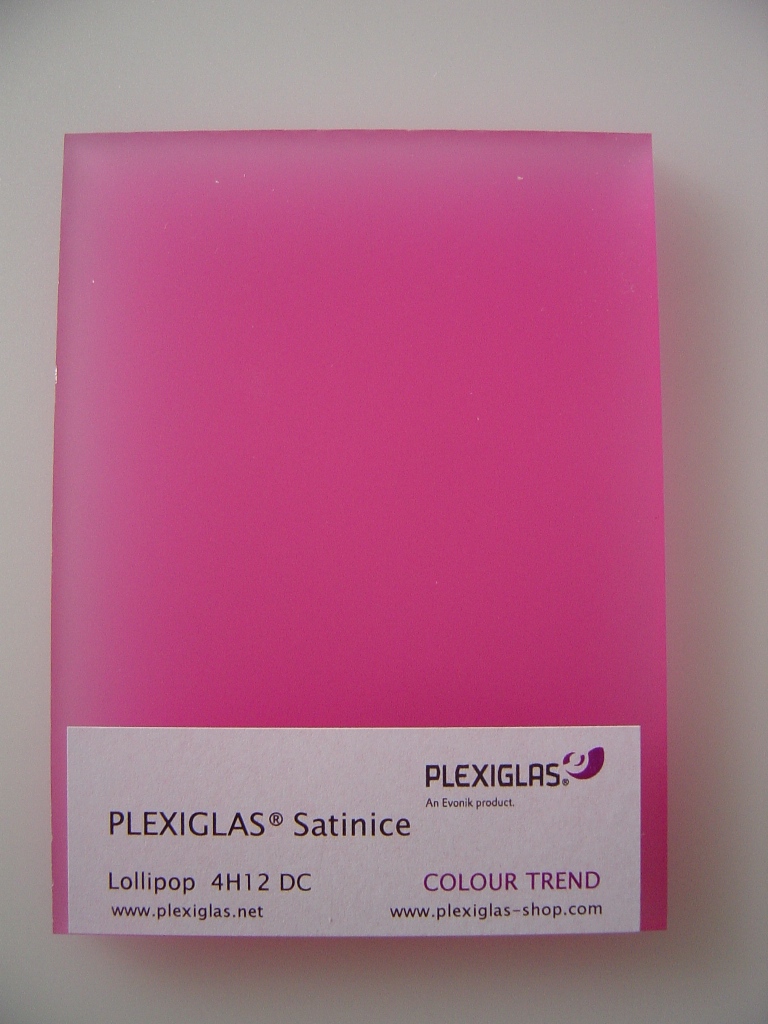 PLEXIGLAS®
An Evonik product.
PLEXIGLAS® Satinice
Lollipop 4H12 DC
COLOUR TREND
www.plexiglas.net
www.plexiglas-shop.com